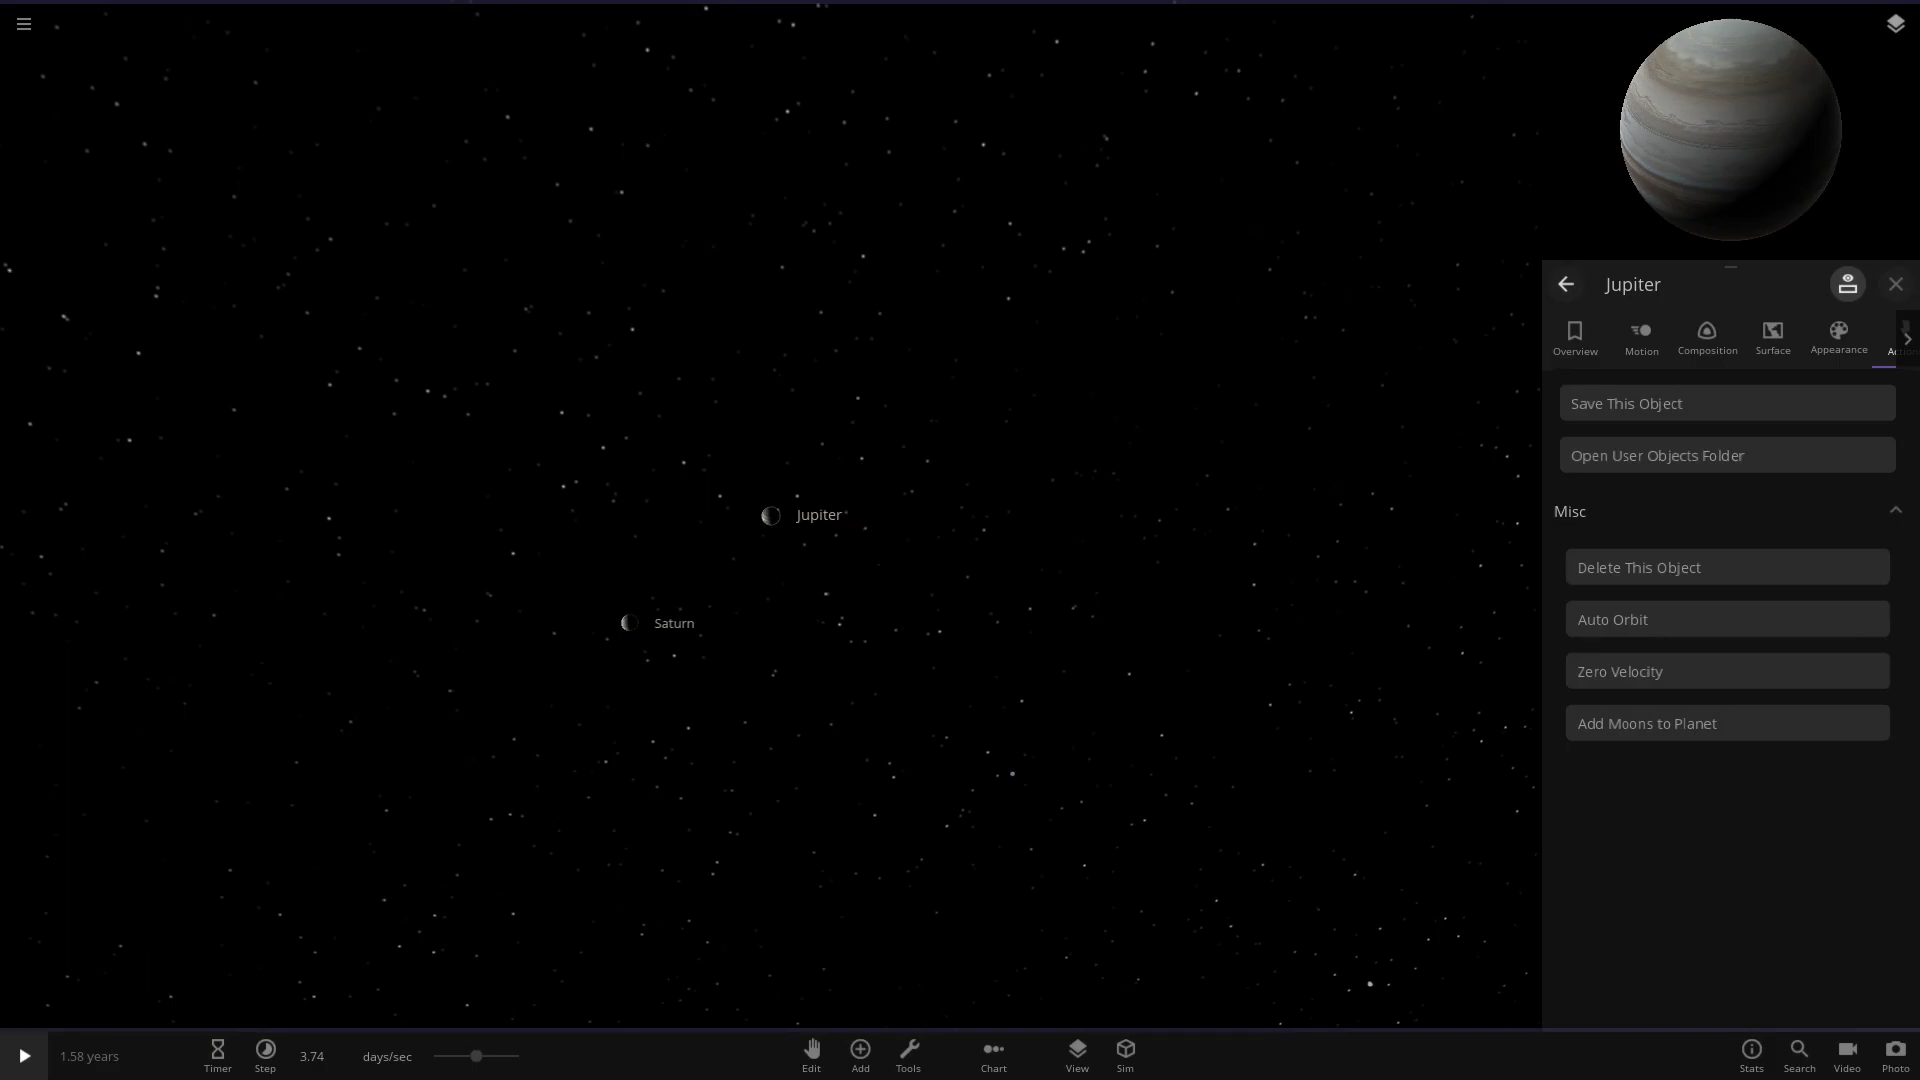 Jupiter
Overview
Motion
Composition
Surface
Appearance
Save This Object
Open User Objects Folder
Misc
Delete This Object
Auto Orbit
Zero Velocity
Add Moons to Planet
Jupiter
Saturn
1.58 years
Timer
Step
3.74
days/sec
Edit
Add
Tools
Chart
View
Sim
Stats
Search
Video
Photo